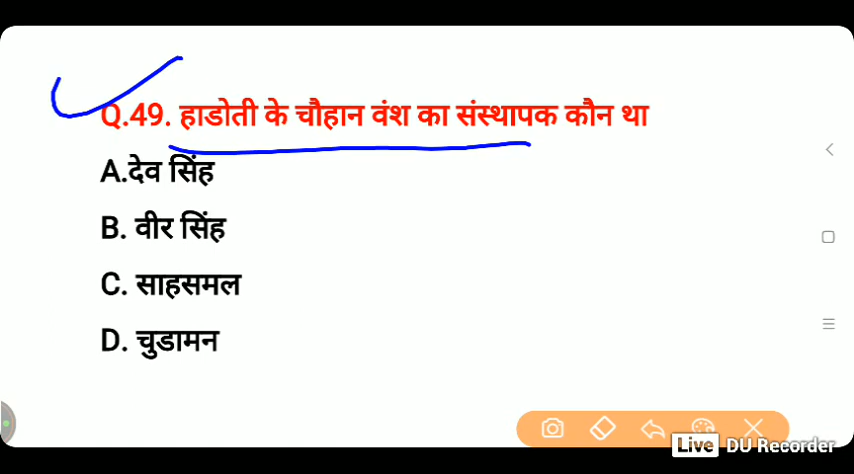 Q.49. हाडोती के चौहान वंश का संस्थापक कौन था
A.देव सिंह
B. वीर सिंह
C. साहसमल
D. चुडामन
Live DU Recorder